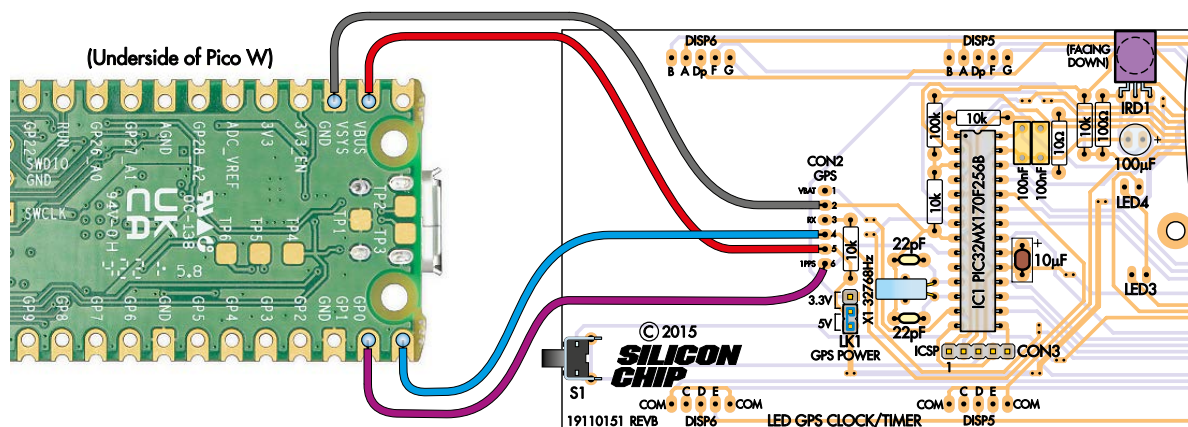 (Underside of Pico W)
GP22
RUN
GP26_A0
GP27_A1
AGND
GP28_A2
ADC_VREF
3V3
3V3_EN
GND
VSYS
VBUS
SWDIO
GND
SWCLK
UK
CA
TP6
TP5
TP4
TP1
TP2
TP3
5.8
GP9
GP8
GP7
GP6
GND
GP5
GP4
GP3
GP2
GND
GP1
GP0
DISP6
B A Dp F G
DISP5
B A Dp F G
(FACING
DOWN)
IRD1
100k
10k
10k
IC1 PIC32MX170F256B
100nF
100nF
10Ω
10k
100Ω
+
100µF
LED4
+
10µF
LED3
CON2
GPS
VBAT
1
2
RX
3
4
5
1PPS
6
10k
22pF
X1 32768Hz
22pF
3.3V
5V
LK1
GPS POWER
ICSP
1
CON3
© 2015
SILICON
CHIP
S1
19110151 REVB
COM
C D E
COM
DISP6
LED GPS CLOCK/TIMER
COM
C D E
COM
DISP5